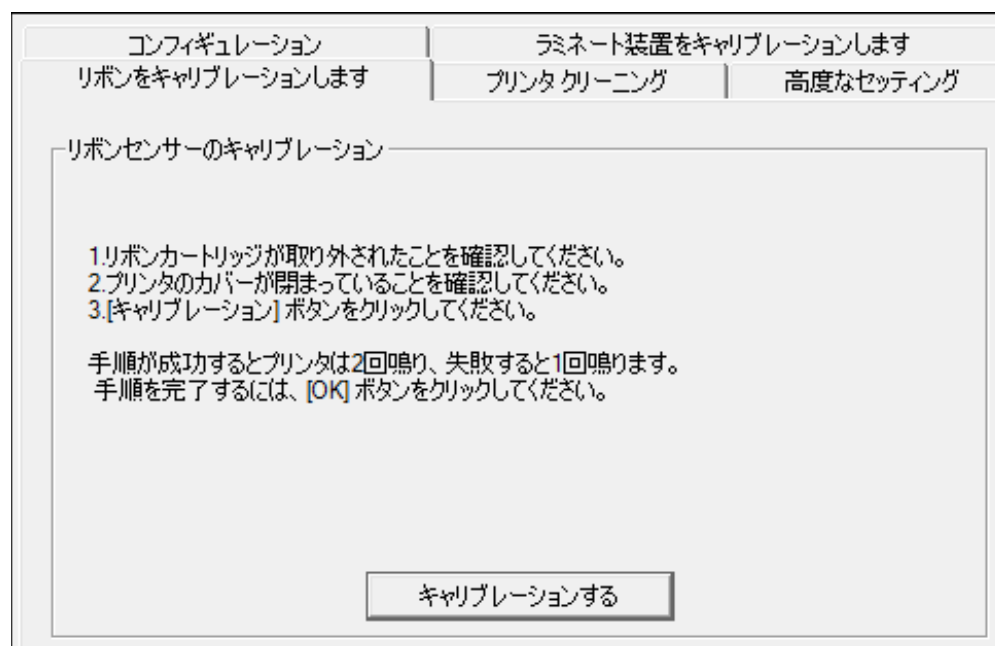 コンフィギュレーション
ラミネート装置をキャリブレーションします
リボンをキャリブレーションします
プリンタ クリーニング
高度なセッティング
リボンセンサーのキャリブレーション
1.リボンカートリッジが取り外されたことを確認してください。
2.プリンタのカバーが閉まっていることを確認してください。
3.[キャリブレーション] ボタンをクリックしてください。
手順が成功するとプリンタは2回鳴り、失敗すると1回鳴ります。
手順を完了するには、[OK] ボタンをクリックしてください。
キャリブレーションする